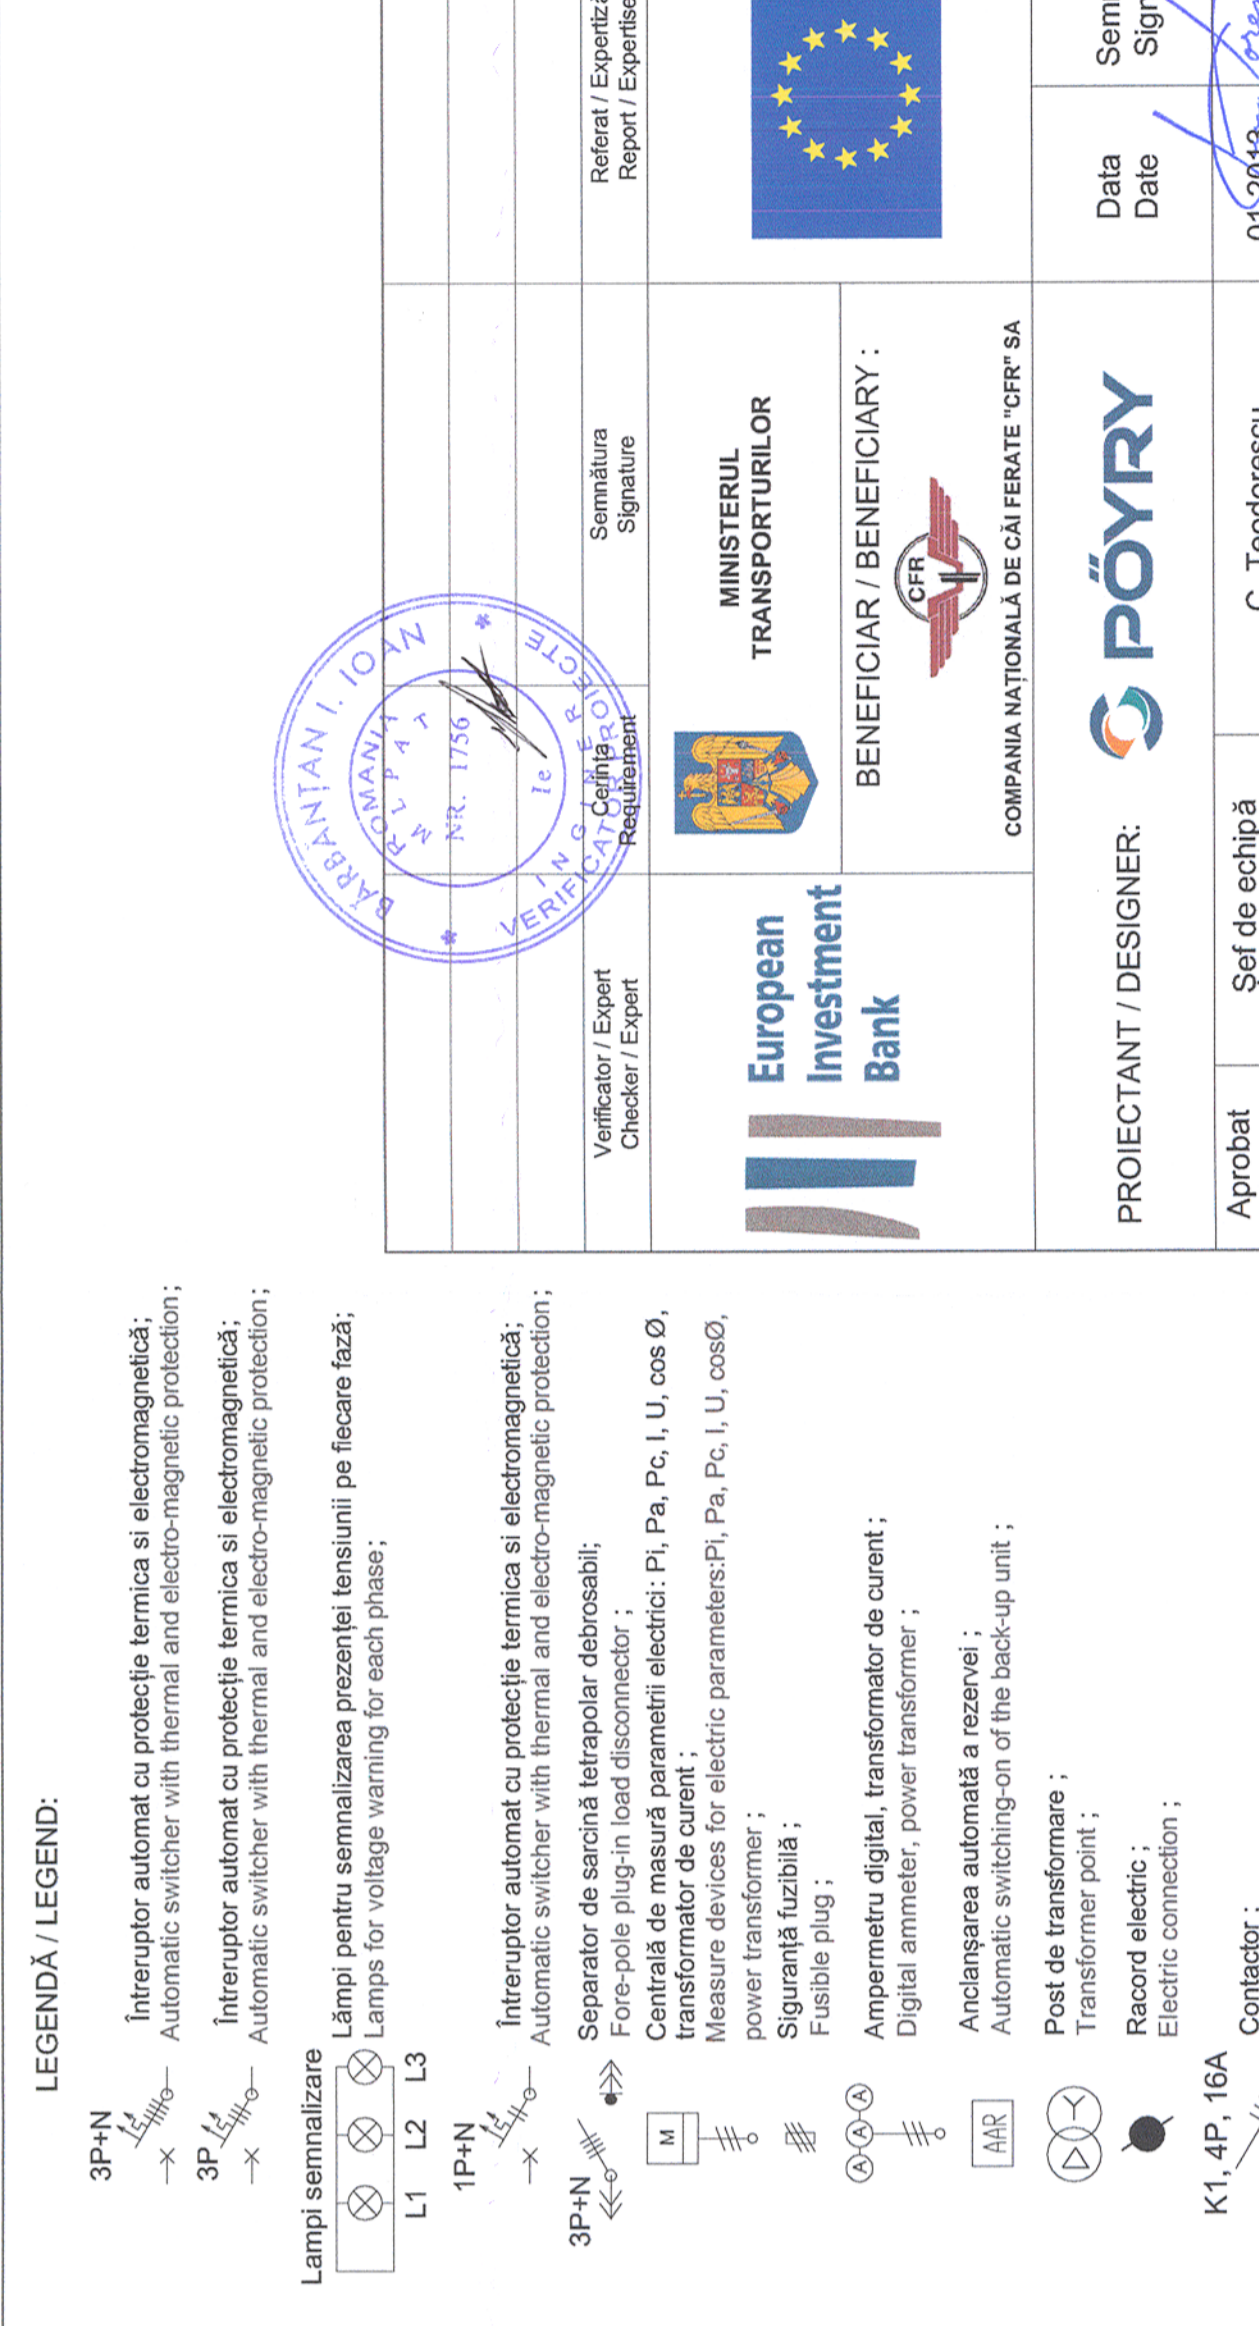 LEGENDĂ / LEGEND:
3P+N
Întreruptor automat cu protecție termica si electromagnetică;
Automatic switcher with thermal and electro-magnetic protection;
3P
Întreruptor automat cu protecție termica si electromagnetică;
Automatic switcher with thermal and electro-magnetic protection;
Lampi semnalizare
L1 L2 L3
Lămpi pentru semnalizarea prezenței tensiunii pe fiecare fază;
Lamps for voltage warning for each phase;
1P+N
Întreruptor automat cu protecție termica si electromagnetică;
Automatic switcher with thermal and electro-magnetic protection;
3P+N
Separator de sarcină tetrapolar debrosabil;
Fore-pole plug-in load disconnector ;
M
Centrală de masură parametrii electrici: Pi, Pa, Pc, I, U, cos Ø,
transformator de curent ;
Measure devices for electric parameters:Pi, Pa, Pc, I, U, cosØ,
power transformer ;
Siguranță fuzibilă ;
Fusible plug ;
A A A
Ampermetru digital, transformator de curent ;
Digital ammeter, power transformer ;
AAR
Anclanșarea automată a rezervei ;
Automatic switching-on of the back-up unit ;
Post de transformare ;
Transformer point ;
Racord electric ;
Electric connection ;
K1, 4P, 16A
Contactor ;
BĂRBĂNȚAN I. IOAN
ROMANIA
NR. 1756
Ie
INGINER
VERIFICATOR PROIECTE
Verificator / Expert
Checker / Expert
Cerința
Requirement
Semnătura
Signature
Referat / Expertiză
Report / Expertise
European
Investment
Bank
MINISTERUL
TRANSPORTURILOR
BENEFICIAR / BENEFICIARY :
CFR
COMPANIA NAȚIONALĂ DE CĂI FERATE "CFR" SA
PROIECTANT / DESIGNER:
PÖYRY
Data
Date
Aprobat
Șef de echipă
C. Teodorescu